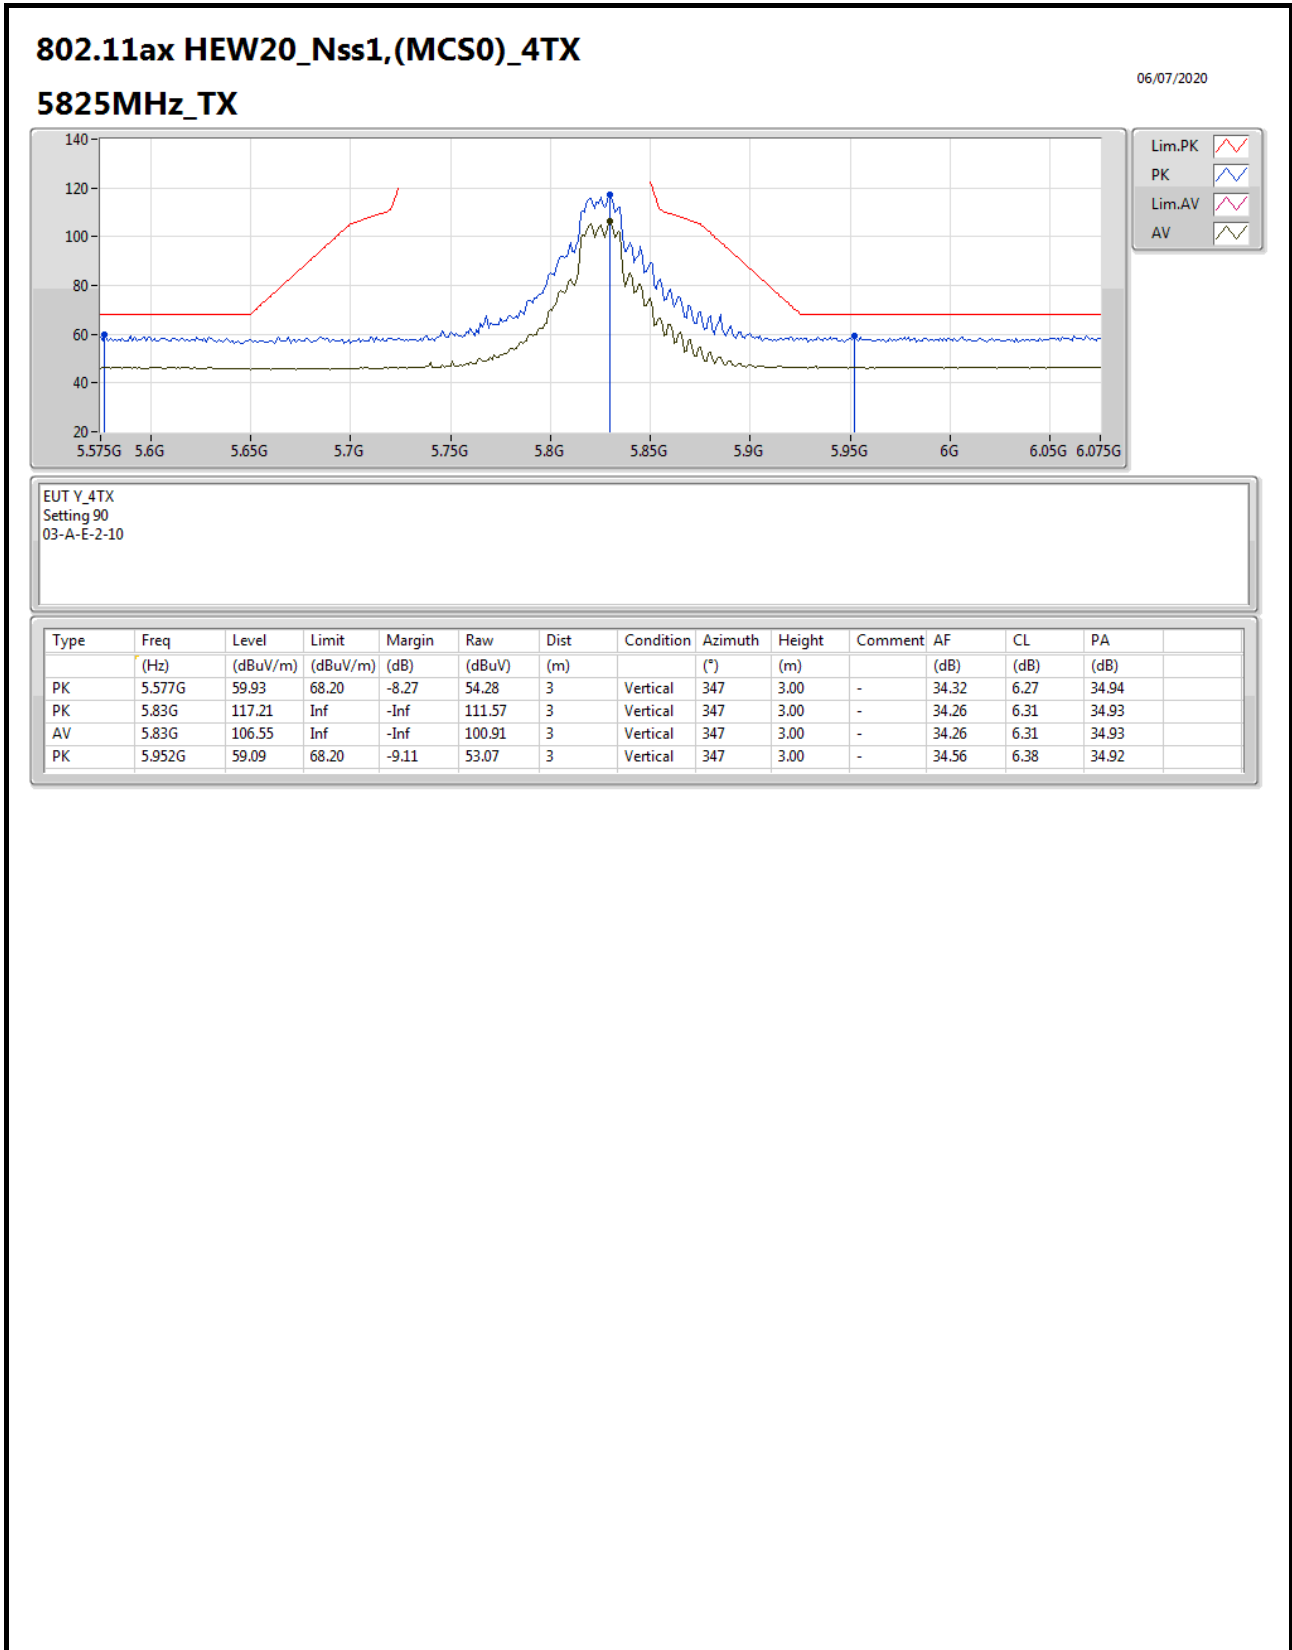 802.11ax HEW20_Nss1,(MCS0)_4TX
06/07/2020
5825MHz_TX
140
120
100
80
60
40
20
5.575G 5.6G 5.65G 5.7G 5.75G 5.8G 5.85G 5.9G 5.95G 6G 6.05G 6.075G
Lim.PK
PK
Lim.AV
AV
EUT Y_4TX
Setting 90
03-A-E-2-10
Type Freq Level Limit Margin Raw Dist Condition Azimuth Height Comment AF CL PA
(Hz) (dBuV/m) (dBuV/m) (dB) (dBuV) (m) (°) (m) (dB) (dB) (dB)
PK 5.577G 59.93 68.20 -8.27 54.28 3 Vertical 347 3.00 - 34.32 6.27 34.94
PK 5.83G 117.21 Inf -Inf 111.57 3 Vertical 347 3.00 - 34.26 6.31 34.93
AV 5.83G 106.55 Inf -Inf 100.91 3 Vertical 347 3.00 - 34.26 6.31 34.93
PK 5.952G 59.09 68.20 -9.11 53.07 3 Vertical 347 3.00 - 34.56 6.38 34.92